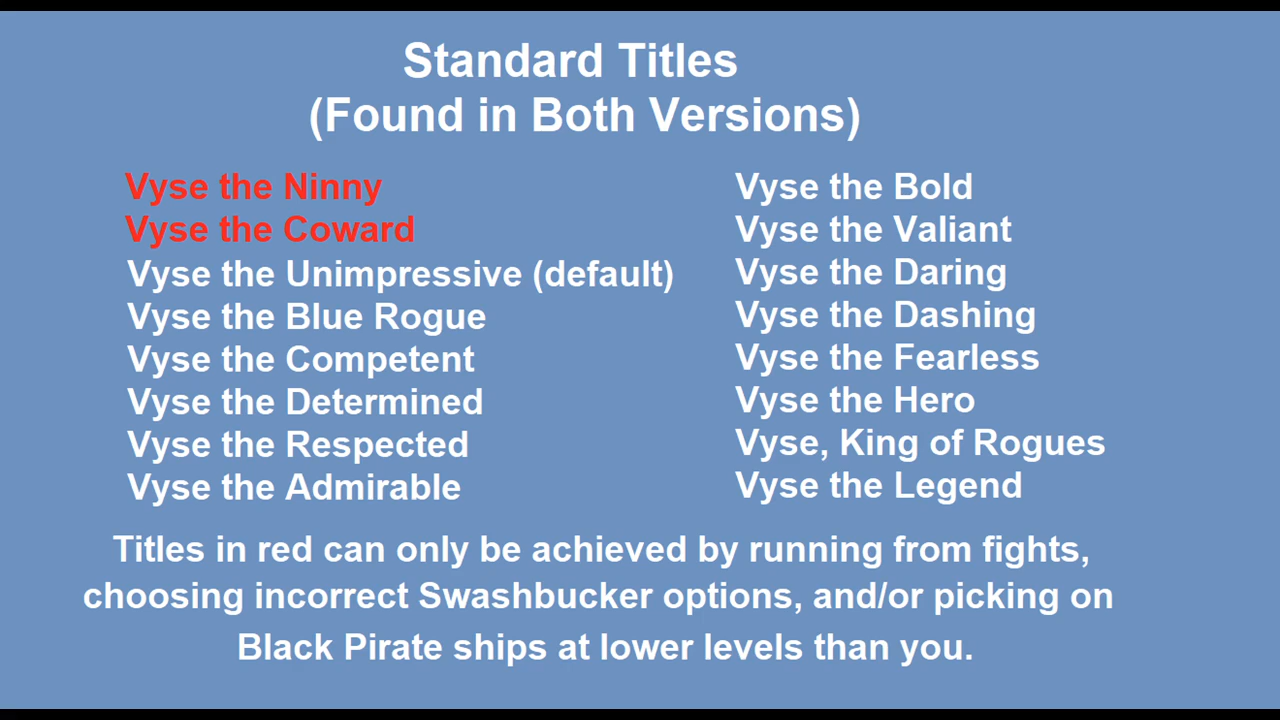 Standard Titles
(Found in Both Versions)
Vyse the Ninny
Vyse the Coward
Vyse the Unimpressive (default)
Vyse the Blue Rogue
Vyse the Competent
Vyse the Determined
Vyse the Respected
Vyse the Admirable
Vyse the Bold
Vyse the Valiant
Vyse the Daring
Vyse the Dashing
Vyse the Fearless
Vyse the Hero
Vyse, King of Rogues
Vyse the Legend
Titles in red can only be achieved by running from fights,
choosing incorrect Swashbucker options, and/or picking on
Black Pirate ships at lower levels than you.